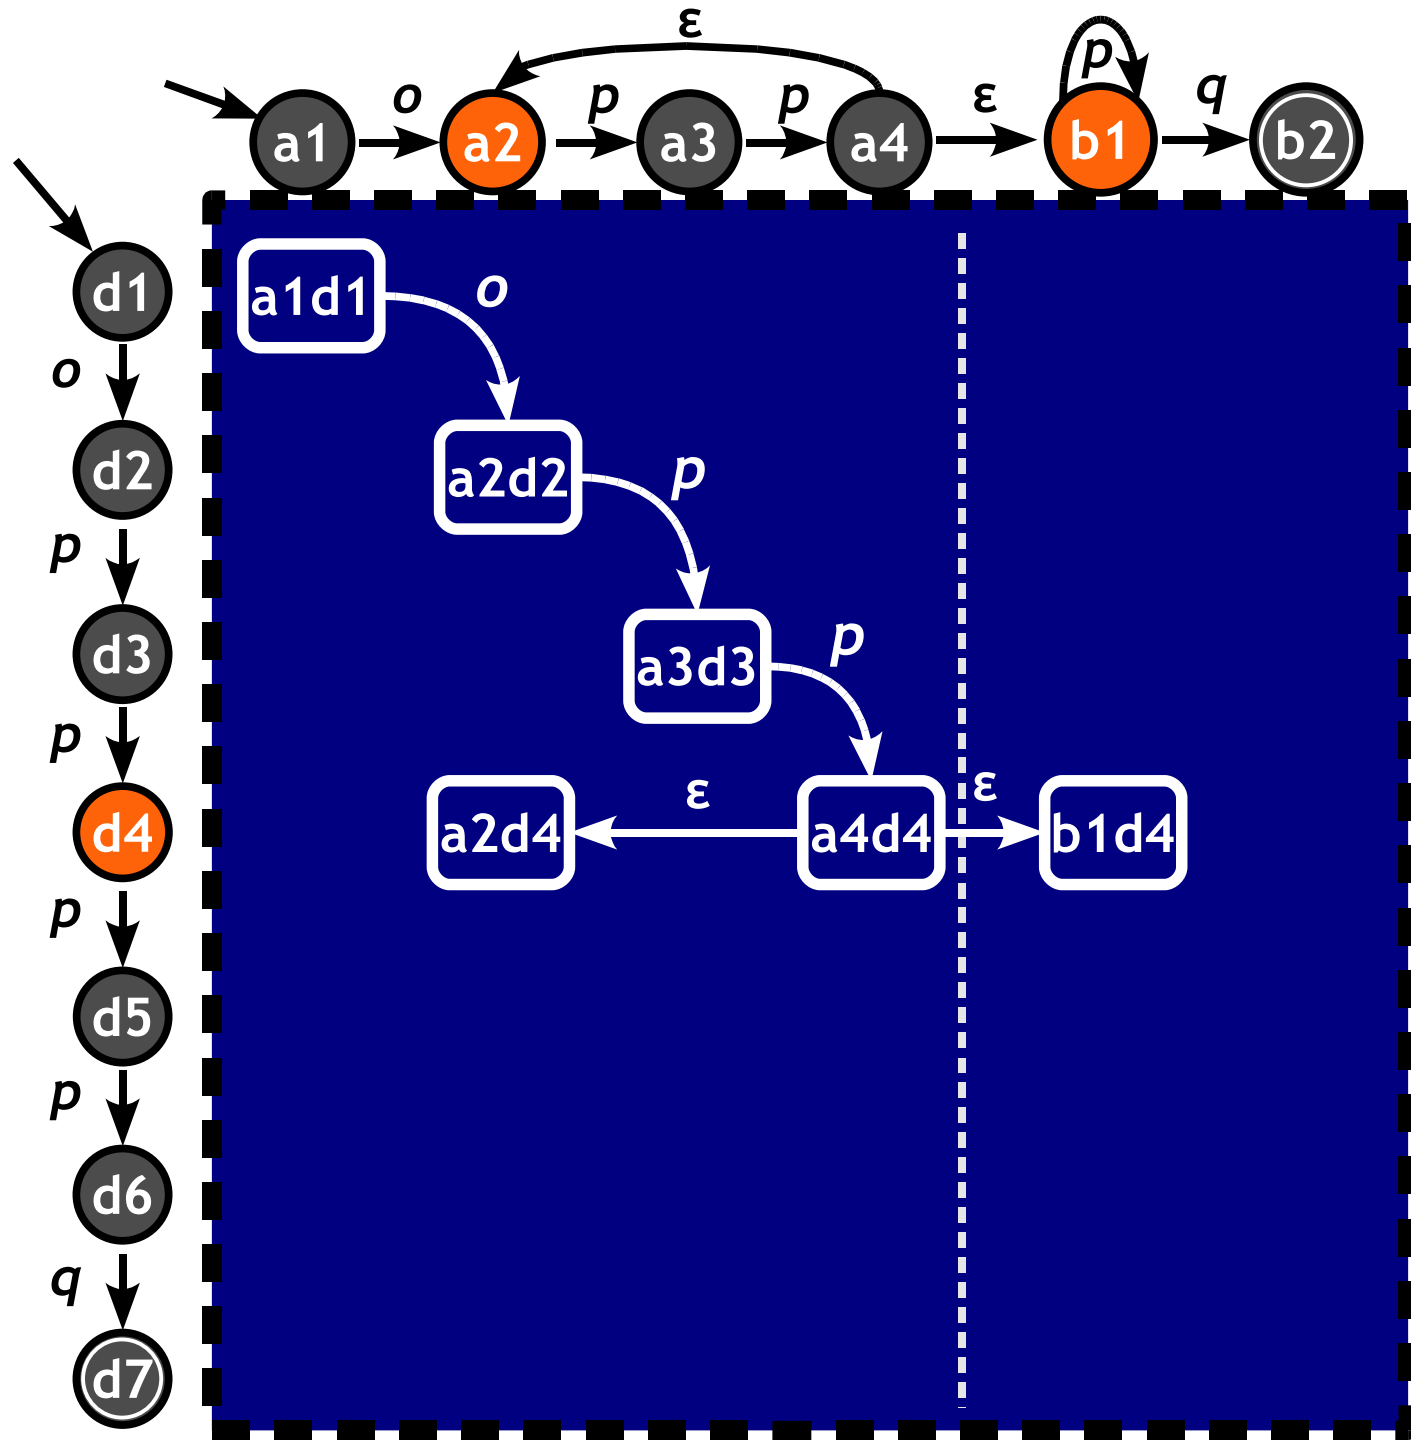 ε
o p p ε p q
a1 a2 a3 a4 b1 b2
d1
a1d1 o
o
d2
a2d2 p
p
d3
a3d3 p
p
d4
a2d4 ε a4d4 ε b1d4
p
d5
p
d6
q
d7